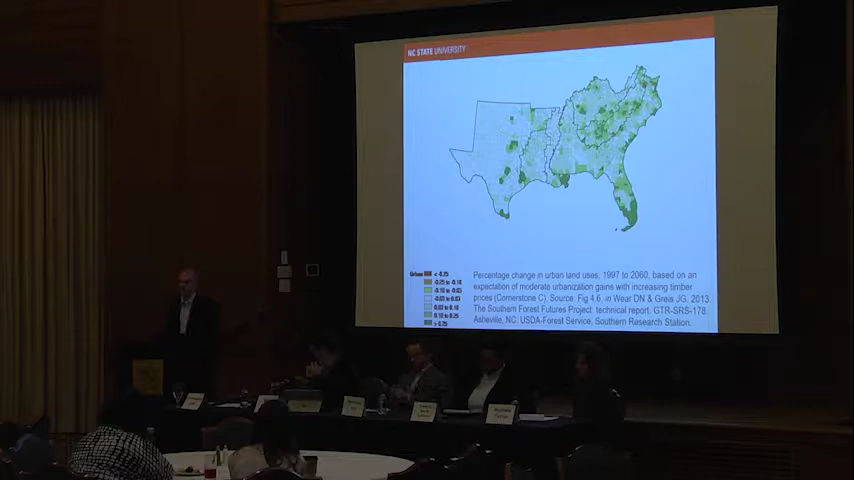 NC STATE UNIVERSITY
Urban < -0.25
-0.25 to -0.10
-0.10 to -0.03
-0.03 to 0.03
0.03 to 0.10
0.10 to 0.25
> 0.25
Percentage change in urban land uses, 1997 to 2060, based on an
expectation of moderate urbanization gains with increasing timber
prices (Cornerstone C). Source: Fig 4.6, in Wear DN & Greis JG. 2013.
The Southern Forest Futures Project: technical report. GTR-SRS-178.
Asheville, NC: USDA-Forest Service, Southern Research Station.